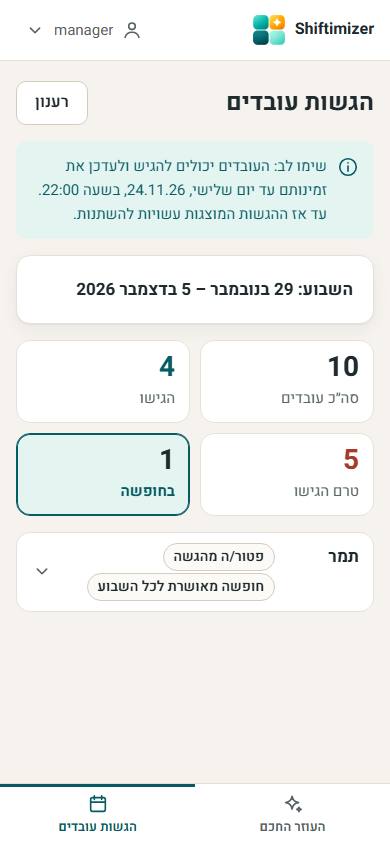 Shiftimizer
manager
הגשות עובדים
רענון
שימו לב: העובדים יכולים להגיש ולעדכן את
זמינותם עד יום שלישי, 24.11.26, בשעה 22:00.
עד אז ההגשות המוצגות עשויות להשתנות.
השבוע: 29 בנובמבר – 5 בדצמבר 2026
10
סה"כ עובדים
4
הגישו
5
טרם הגישו
1
בחופשה
תמר
פטור/ה מהגשה
חופשה מאושרת לכל השבוע
העוזר החכם
הגשות עובדים